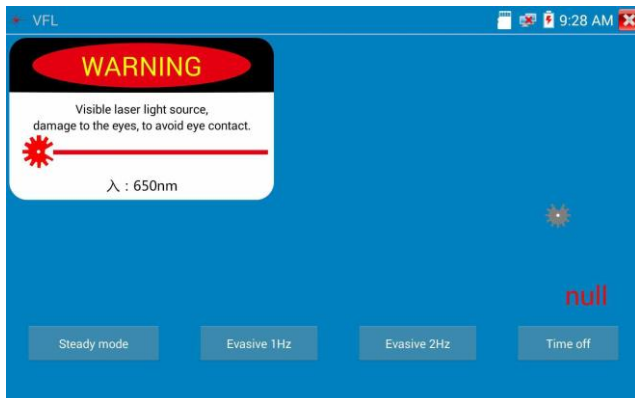 VFL
9:28 AM
WARNING
Visible laser light source,
damage to the eyes, to avoid eye contact.
入 : 650nm
null
Steady mode
Evasive 1Hz
Evasive 2Hz
Time off